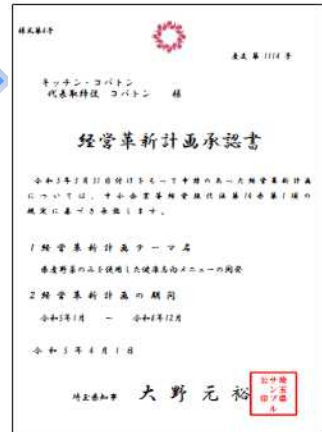 様式第4号
産支第1114号
キッチン・コバトン
代表取締役 コバトン 様
経営革新計画承認書
令和5年3月31日付けをもって申請のあった経営革新計画
については、中小企業等経営強化法第14条第1項の
規定に基づき承認します。
1 経営革新計画テーマ名
県産野菜のみを使用した健康志向メニューの開発
2 経営革新計画の期間
令和5年1月 ~ 令和8年12月
令和5年4月1日
埼玉県知事 大野元裕
埼玉県
サンプル
公印